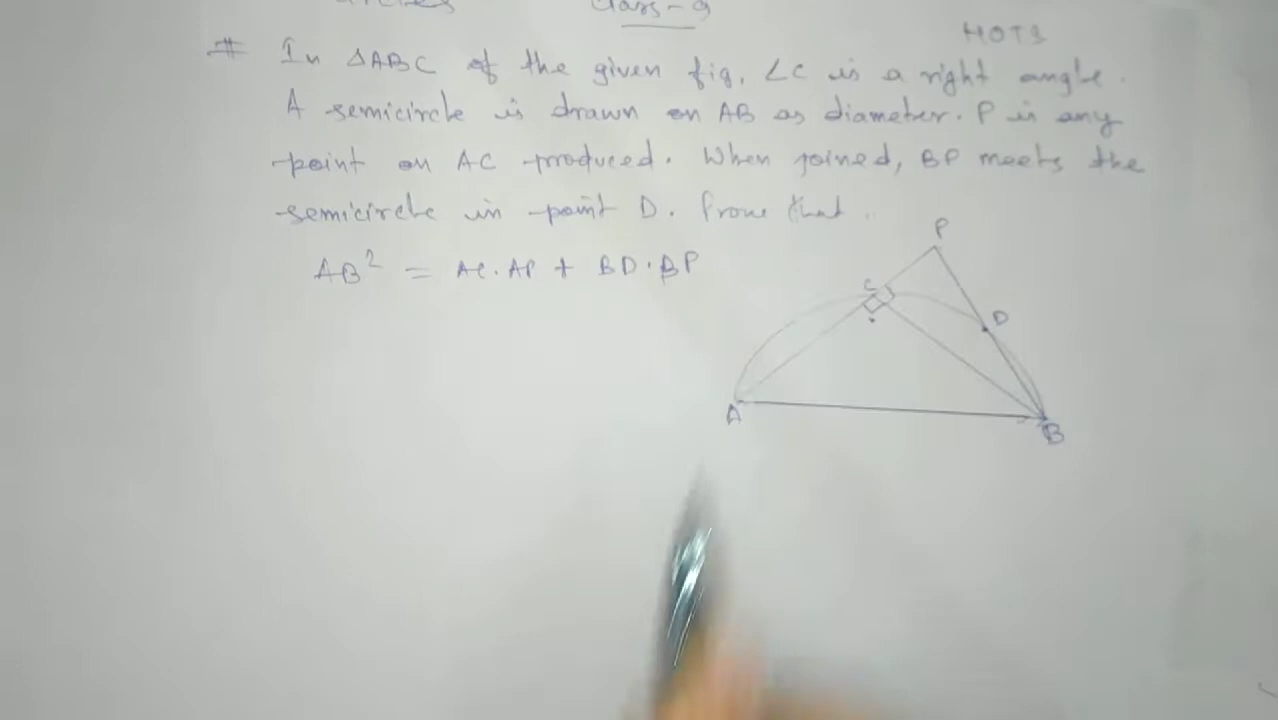 Class-9
HOTS
# In ΔABC of the given fig, ∠C is a right angle.
A semicircle is drawn on AB as diameter. P is any
point on AC produced. When joined, BP meets the
semicircle in point D. Prove that.
AB² = AC.AP + BD.BP
P
C
D
A
B